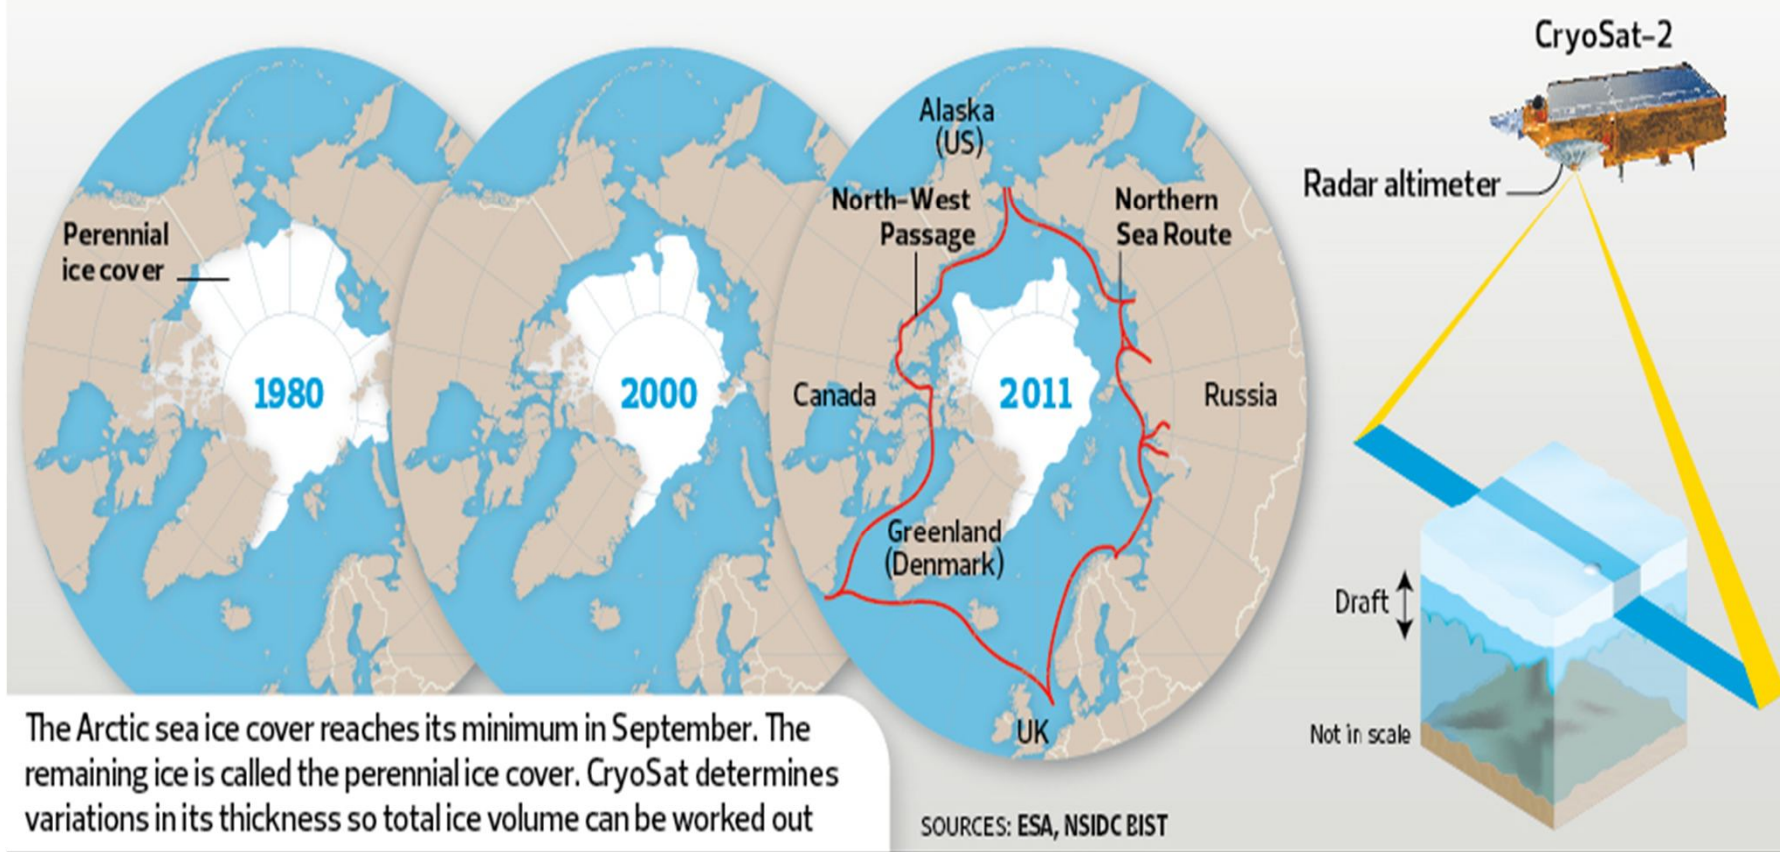 CryoSat-2
Radar altimeter
Perennial
ice cover
1980
2000
Alaska
(US)
North-West
Passage
Northern
Sea Route
Canada
2011
Russia
Greenland
(Denmark)
UK
Draft
Not in scale
The Arctic sea ice cover reaches its minimum in September. The
remaining ice is called the perennial ice cover. CryoSat determines
variations in its thickness so total ice volume can be worked out
SOURCES: ESA, NSIDC BIST